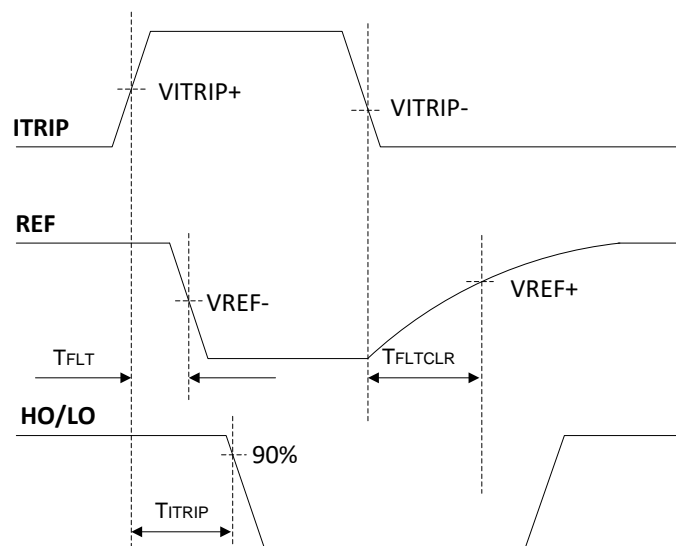 VITRIP+
VITRIP-
ITRIP
REF
VREF-
VREF+
TFLT
TFLTCLR
HO/LO
90%
TITRIP